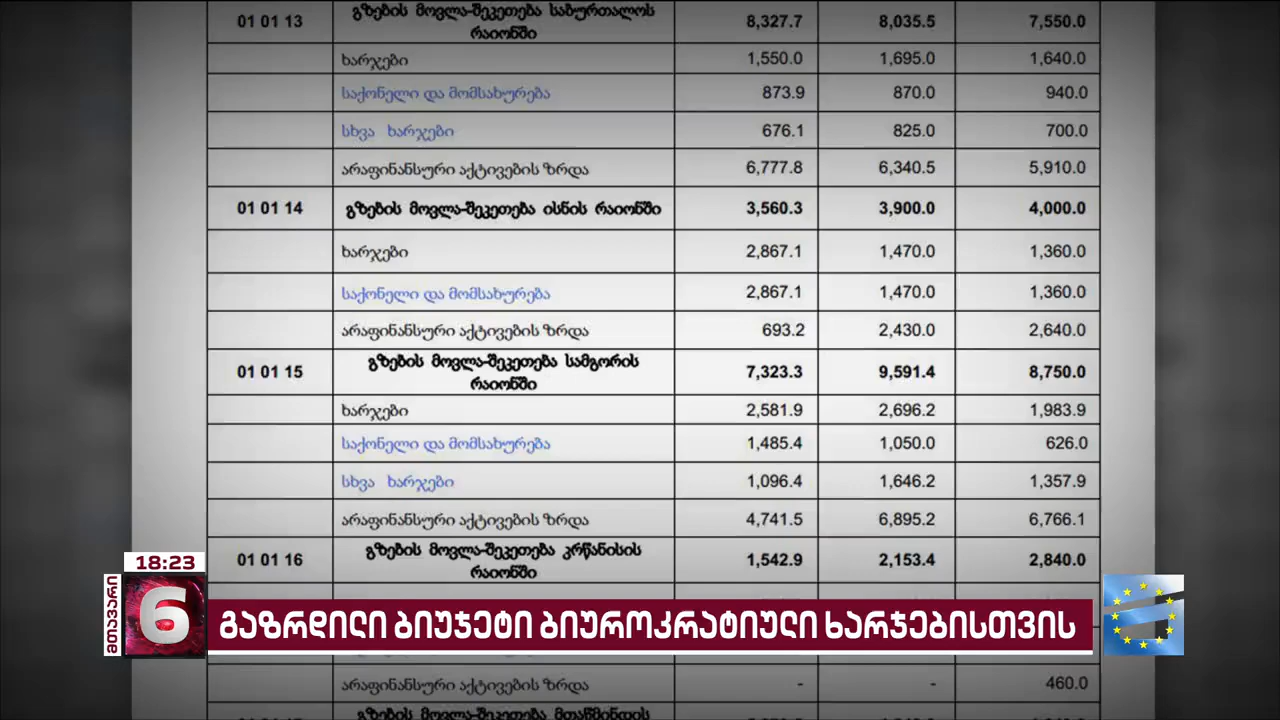 01 01 13 გზების მოვლა-შეკეთება საბურთალოს 8,327.7 8,035.5 7,550.0
რაიონში
ხარჯები 1,550.0 1,695.0 1,640.0
საქონელი და მომსახურება 873.9 870.0 940.0
სხვა ხარჯები 676.1 825.0 700.0
არაფინანსური აქტივების ზრდა 6,777.8 6,340.5 5,910.0
01 01 14 გზების მოვლა-შეკეთება ისნის რაიონში 3,560.3 3,900.0 4,000.0
ხარჯები 2,867.1 1,470.0 1,360.0
საქონელი და მომსახურება 2,867.1 1,470.0 1,360.0
არაფინანსური აქტივების ზრდა 693.2 2,430.0 2,640.0
01 01 15 გზების მოვლა-შეკეთება სამგორის 7,323.3 9,591.4 8,750.0
რაიონში
ხარჯები 2,581.9 2,696.2 1,983.9
საქონელი და მომსახურება 1,485.4 1,050.0 626.0
სხვა ხარჯები 1,096.4 1,646.2 1,357.9
არაფინანსური აქტივების ზრდა 4,741.5 6,895.2 6,766.1
01 01 16 გზების მოვლა-შეკეთება კრწანისის 1,542.9 2,153.4 2,840.0
რაიონში
18:23
მთავარი
6
გაზრდილი ბიუჯეტი ბიუროკრატიული ხარჯებისთვის
არაფინანსური აქტივების ზრდა - - 460.0
გზების მოვლა-შეკეთება მთაწმინდის